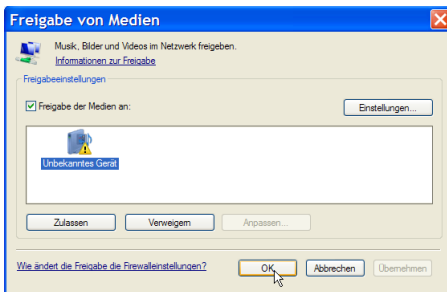 Freigabe von Medien
Musik, Bilder und Videos im Netzwerk freigeben.
Informationen zur Freigabe
Freigabeeinstellungen
Freigabe der Medien an:
Einstellungen...
Unbekanntes Gerät
Zulassen
Verweigern
Anpassen...
Wie ändert die Freigabe die Firewalleinstellungen?
OK
Abbrechen
Übernehmen